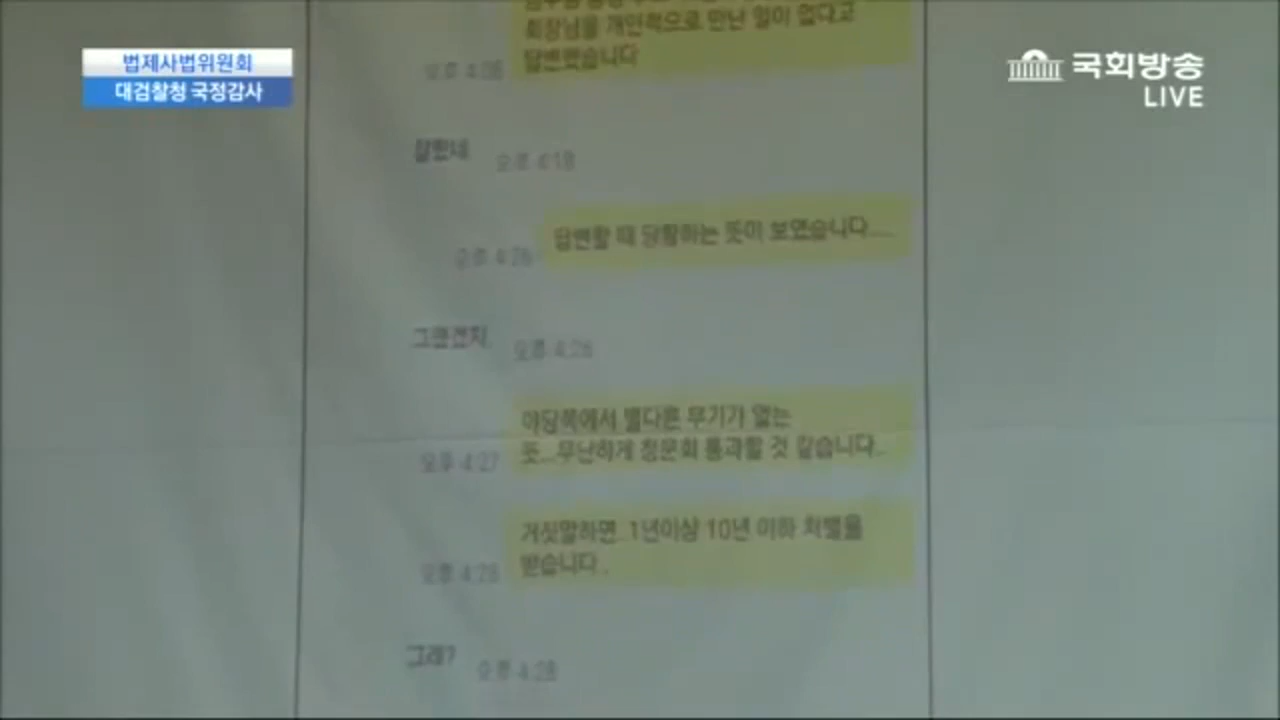 법제사법위원회
대검찰청 국정감사
국회방송
LIVE
회장님을 개인적으로 만난 일이 없다고
답변했습니다
오후 4:06
잘했네
오후 4:18
답변할 때 당황하는 뜻이 보였습니다....
오후 4:26
그랬겠지
오후 4:26
야당쪽에서 별다른 무기가 없는
듯...무난하게 청문회 통과할 것 같습니다..
오후 4:27
거짓말하면..1년이상 10년 이하 처벌을
받습니다..
오후 4:28
그래?
오후 4:28